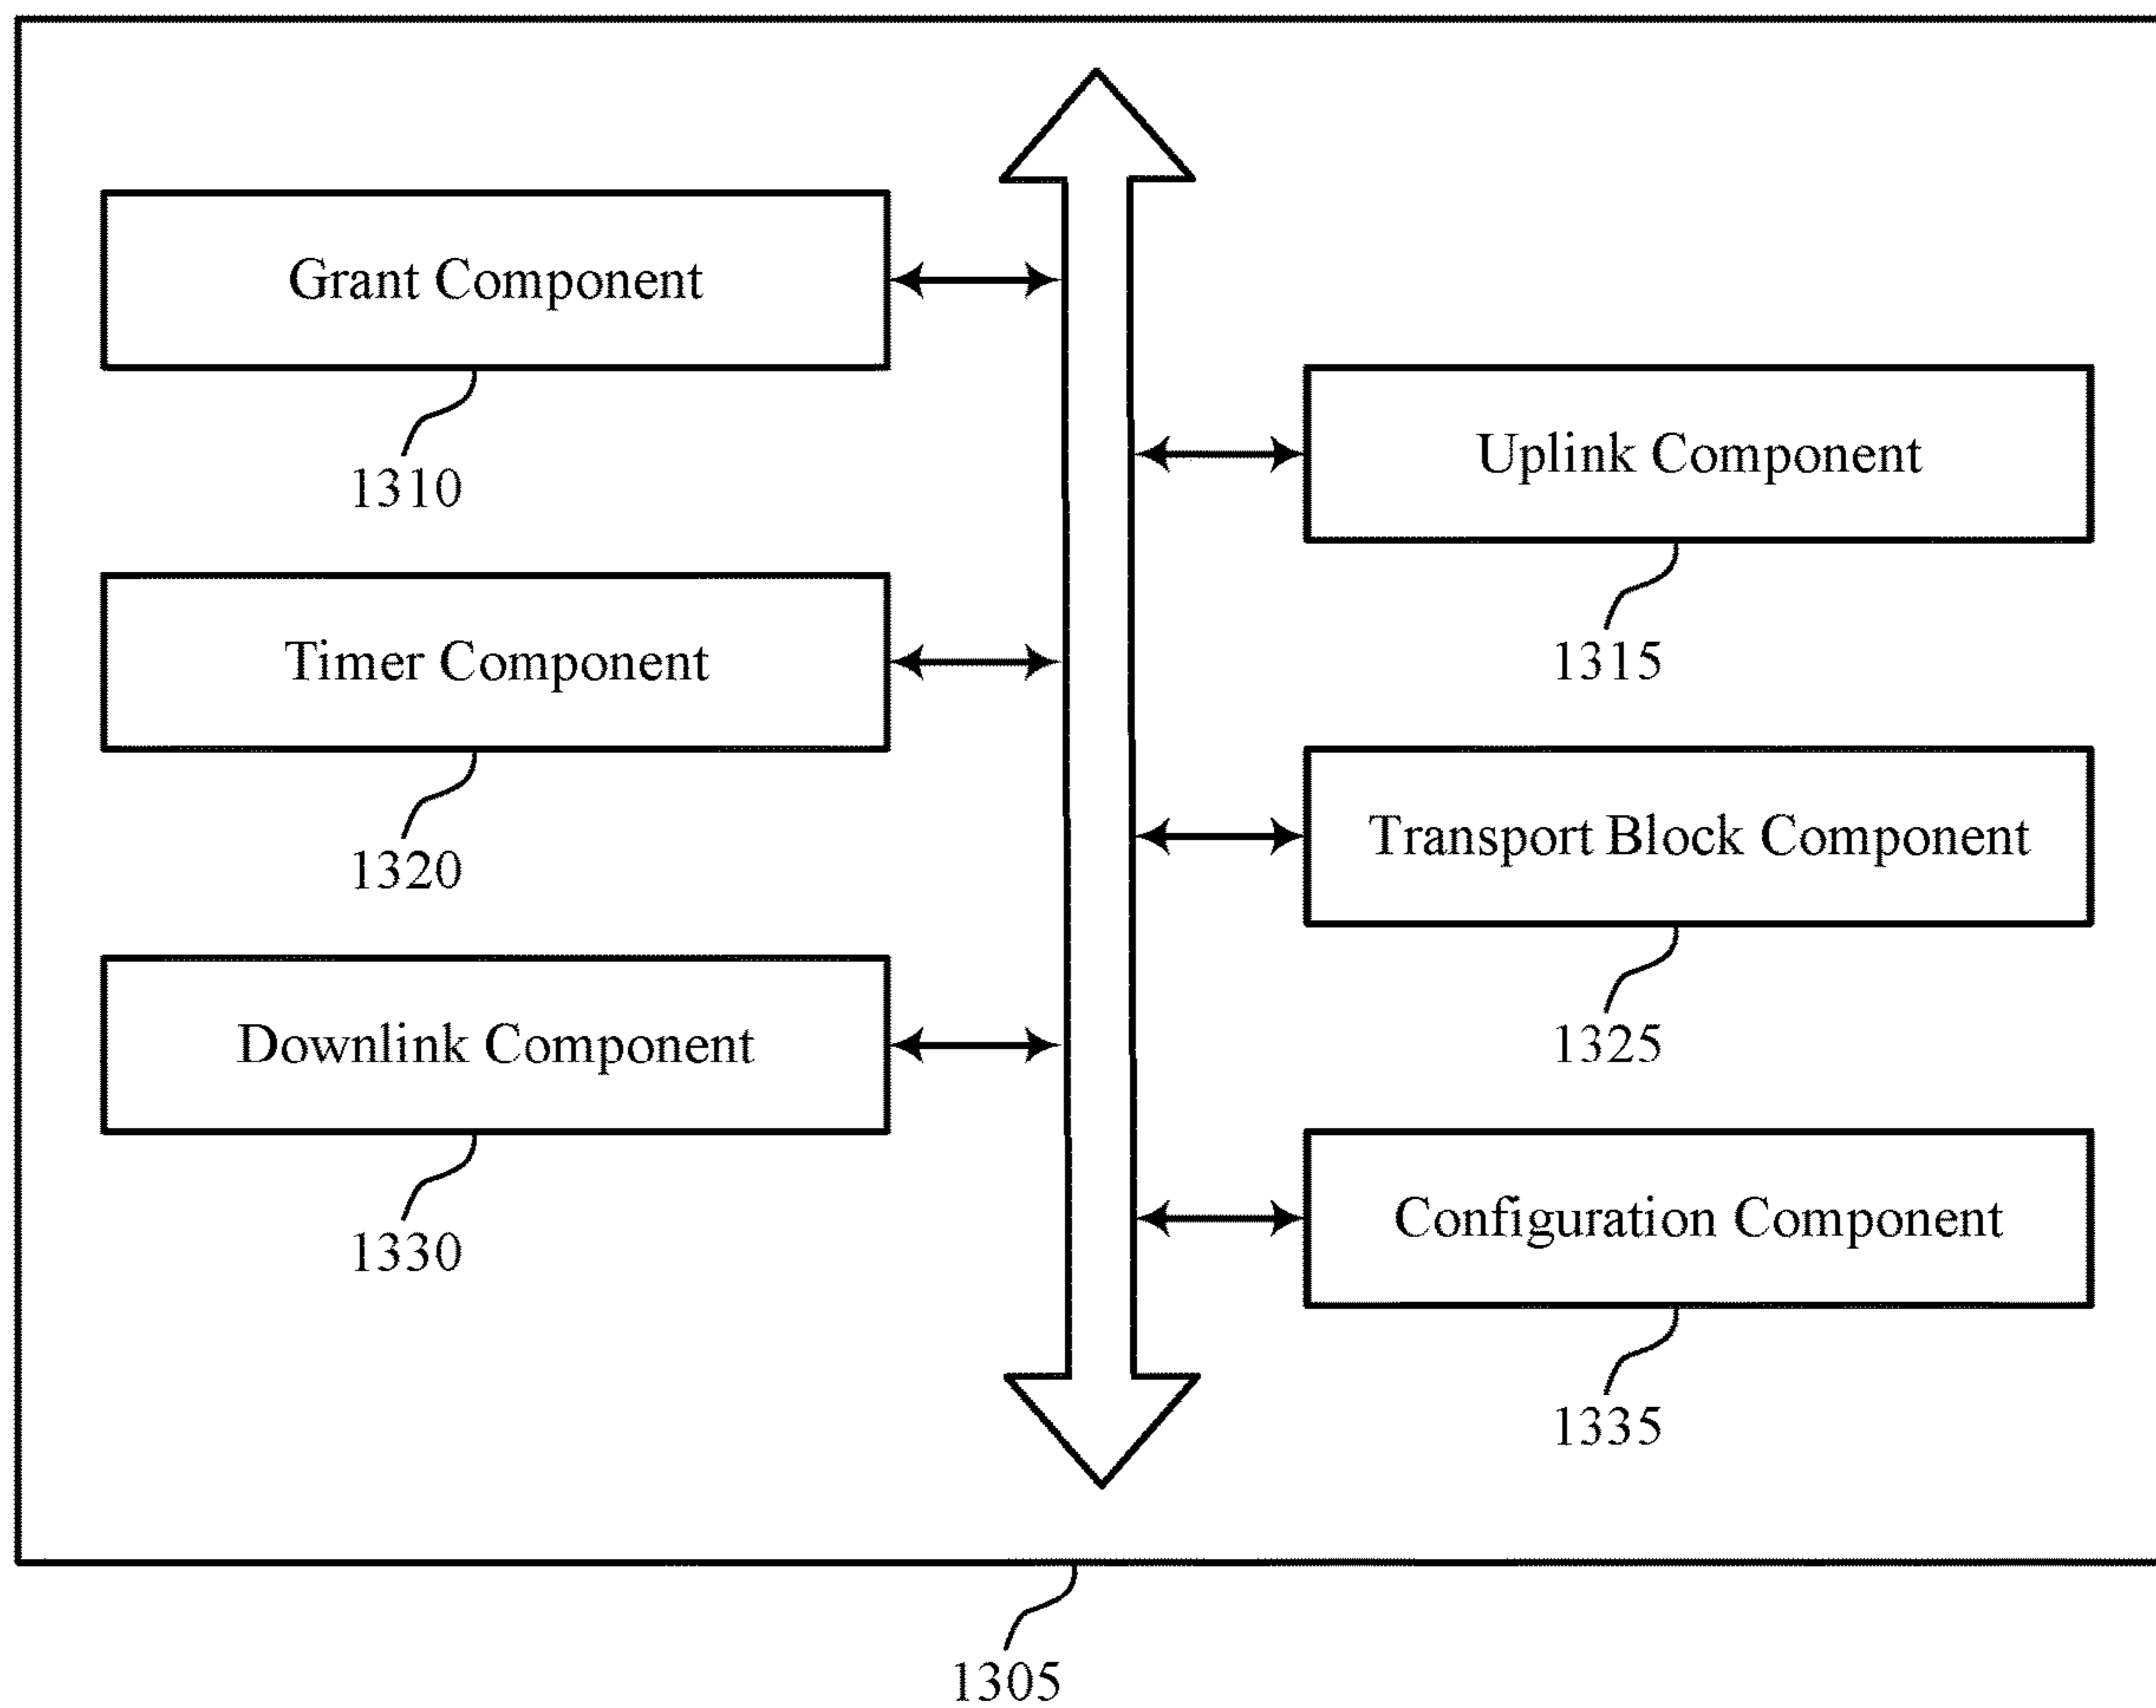 Grant Component
1310
Uplink Component
1315
Timer Component
1320
Transport Block Component
1325
Downlink Component
1330
Configuration Component
1335
1305